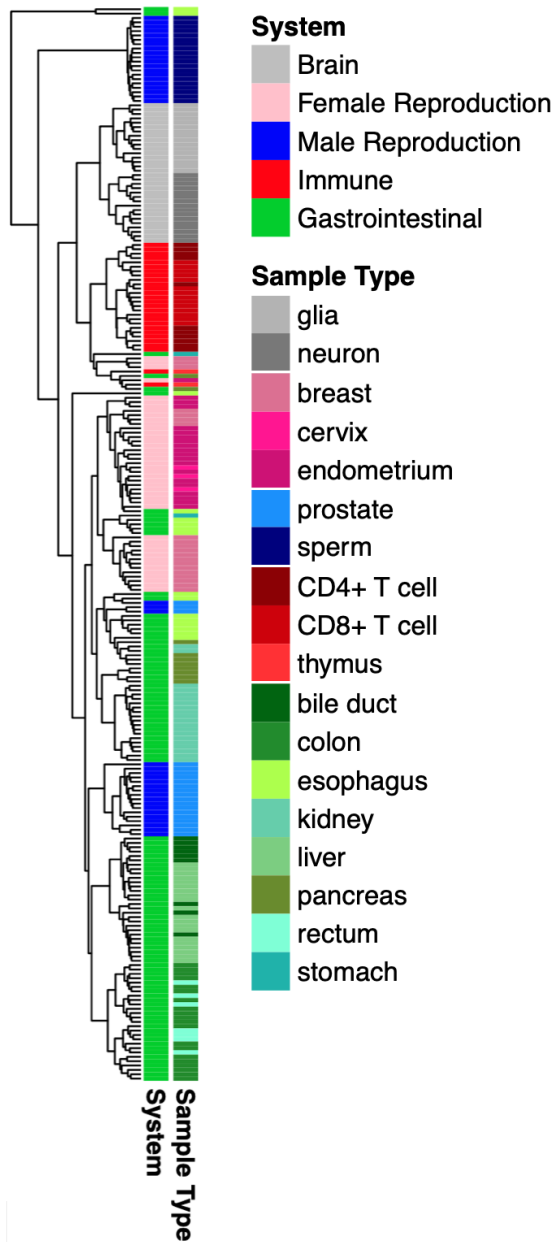 System
Brain
Female Reproduction
Male Reproduction
Immune
Gastrointestinal
Sample Type
glia
neuron
breast
cervix
endometrium
prostate
sperm
CD4+ T cell
CD8+ T cell
thymus
bile duct
colon
esophagus
kidney
liver
pancreas
rectum
stomach
System
Sample Type